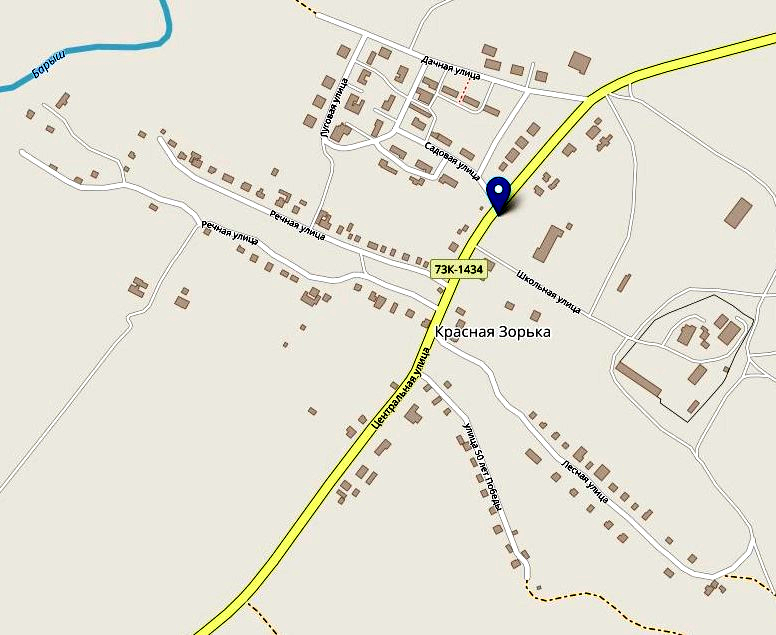 Барыш
Дачная улица
Луговая улица
Садовая улица
Речная улица
Речная улица
73К-1434
Школьная улица
Красная Зорька
Центральная улица
улица 50 лет Победы
Лесная улица